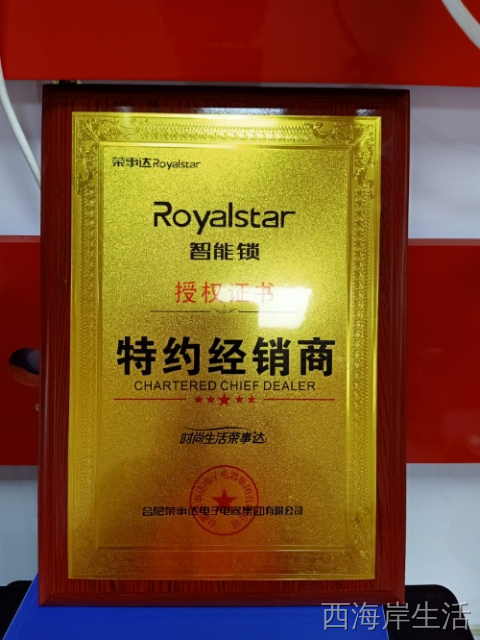 荣事达Royalstar
Royalstar
智能锁
授权证书
特约经销商
CHARTERED CHIEF DEALER
时尚生活荣事达
合肥荣事达电子电器集团有限公司
西海岸生活